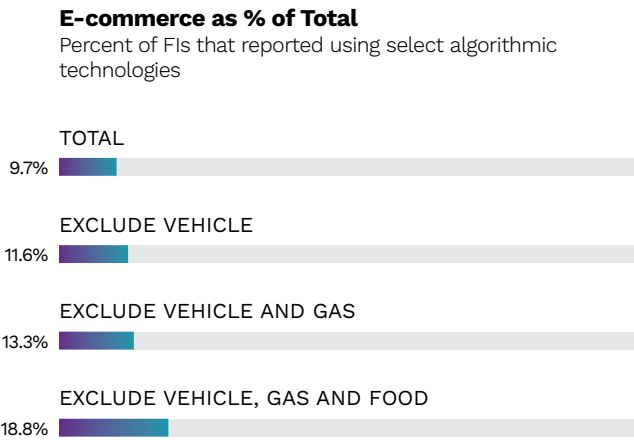 E-commerce as % of Total
Percent of FIs that reported using select algorithmic
technologies
TOTAL
9.7%
EXCLUDE VEHICLE
11.6%
EXCLUDE VEHICLE AND GAS
13.3%
EXCLUDE VEHICLE, GAS AND FOOD
18.8%